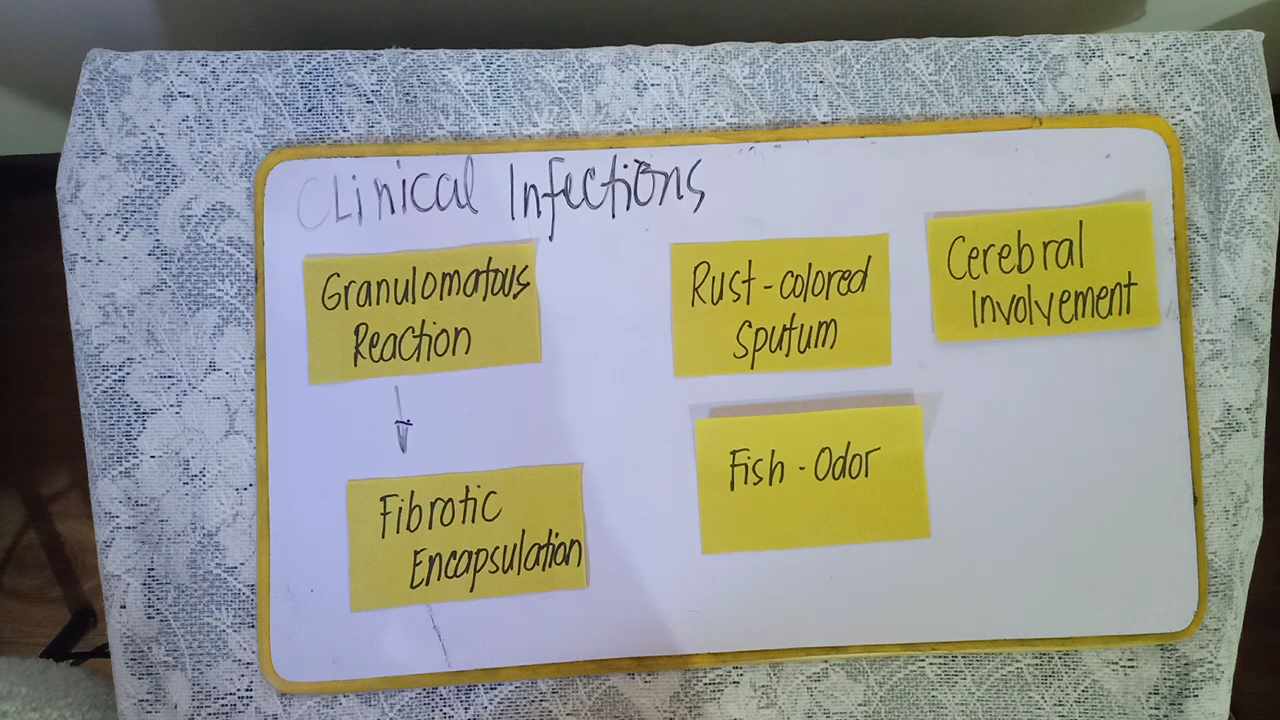 Clinical Infections
Granulomatous
Reaction
Fibrotic
Encapsulation
Rust-colored
Sputum
Fish-Odor
Cerebral
Involvement